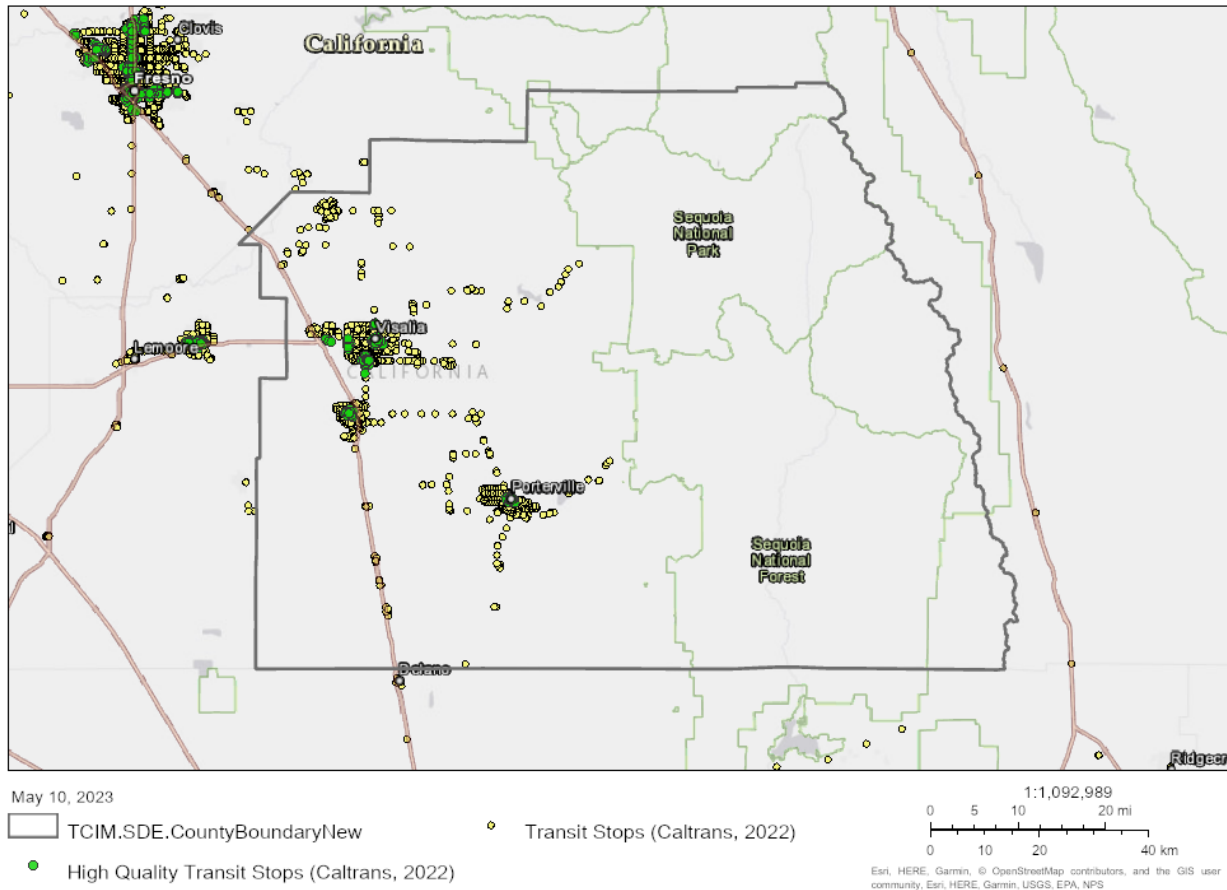 Clovis
California
Fresno
Sequoia
National
Park
Visalia
Lemoore
CALIFORNIA
Porterville
Sequoia
National
Forest
Delano
Ridgecr
May 10, 2023
TCIM.SDE.CountyBoundaryNew
High Quality Transit Stops (Caltrans, 2022)
Transit Stops (Caltrans, 2022)
1:1,092,989
0 5 10 20 mi
0 10 20 40 km
Esri, HERE, Garmin, © OpenStreetMap contributors, and the GIS user
community, Esri, HERE, Garmin, USGS, EPA, NPS